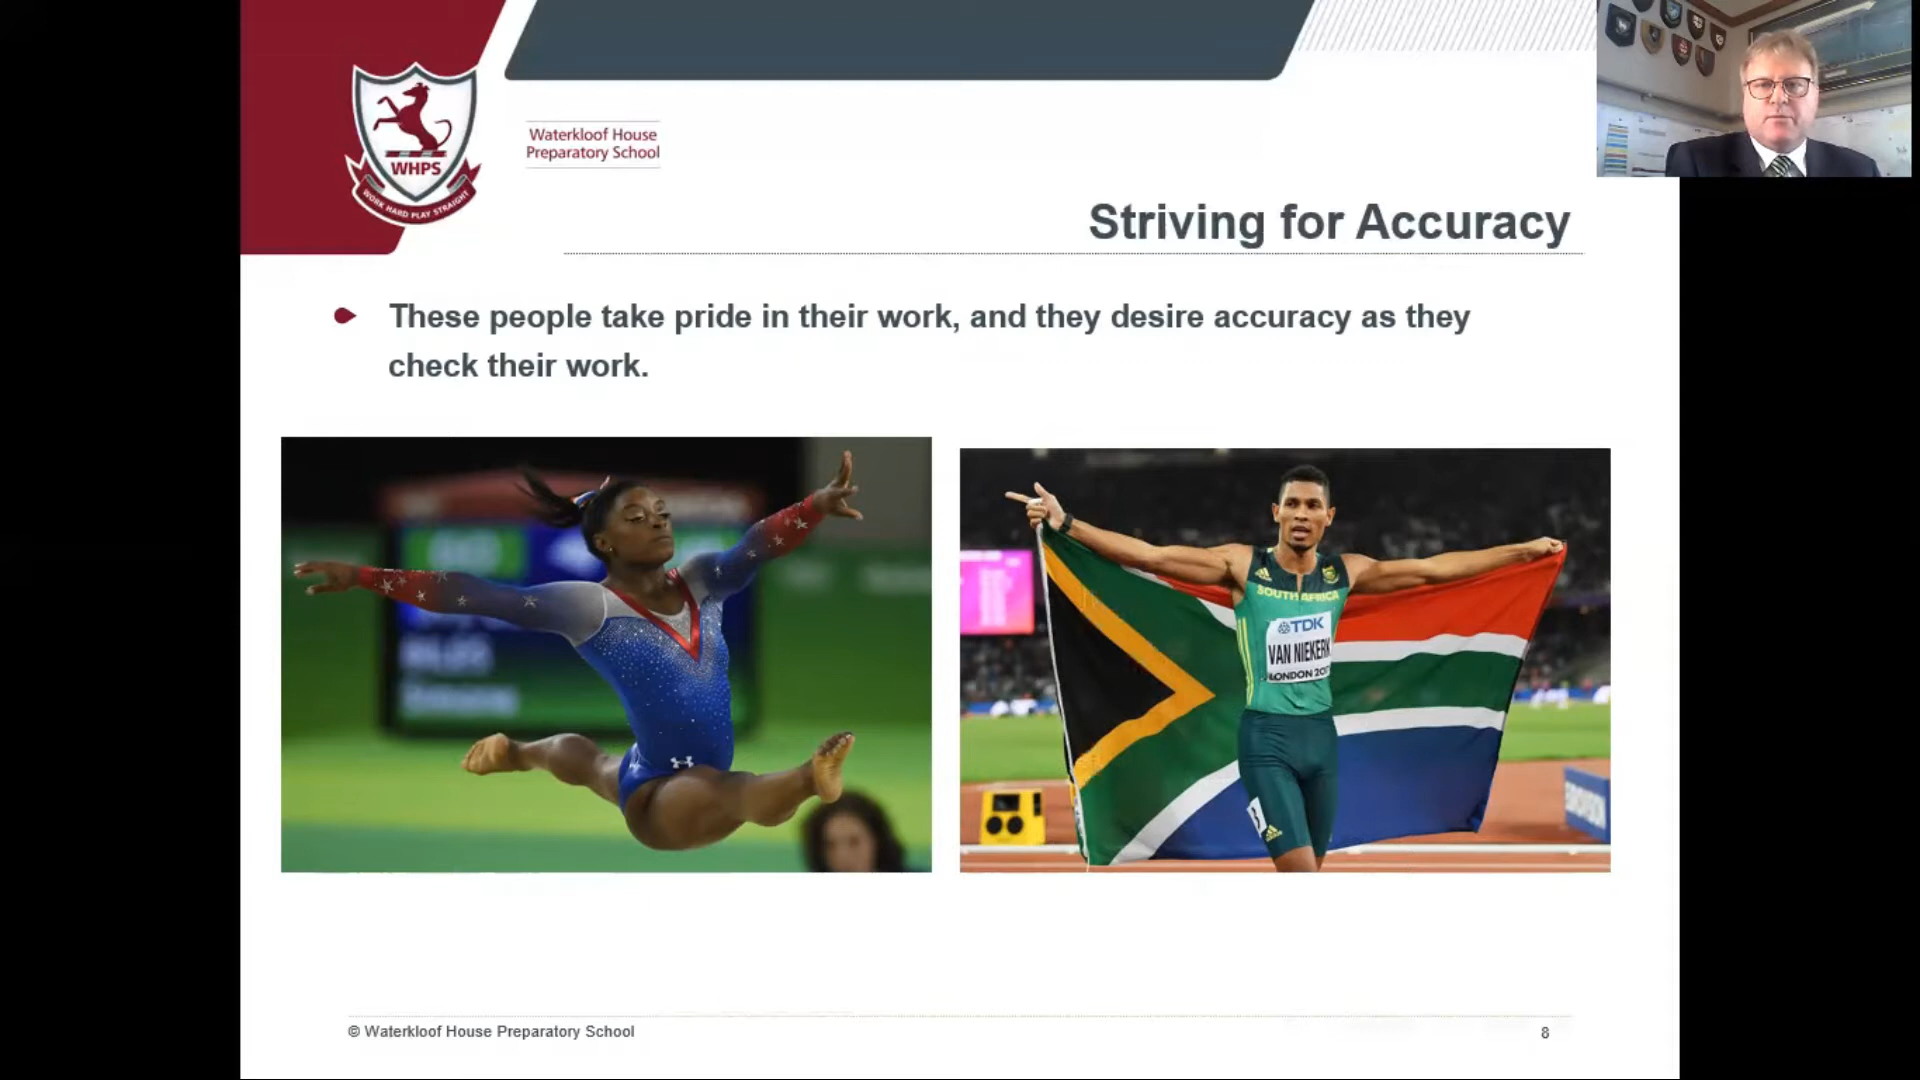 WHPS
WORK HARD PLAY STRAIGHT
Waterkloof House
Preparatory School
Striving for Accuracy
These people take pride in their work, and they desire accuracy as they
check their work.
SOUTH AFRICA
TDK
VAN NIEKERK
© Waterkloof House Preparatory School
8